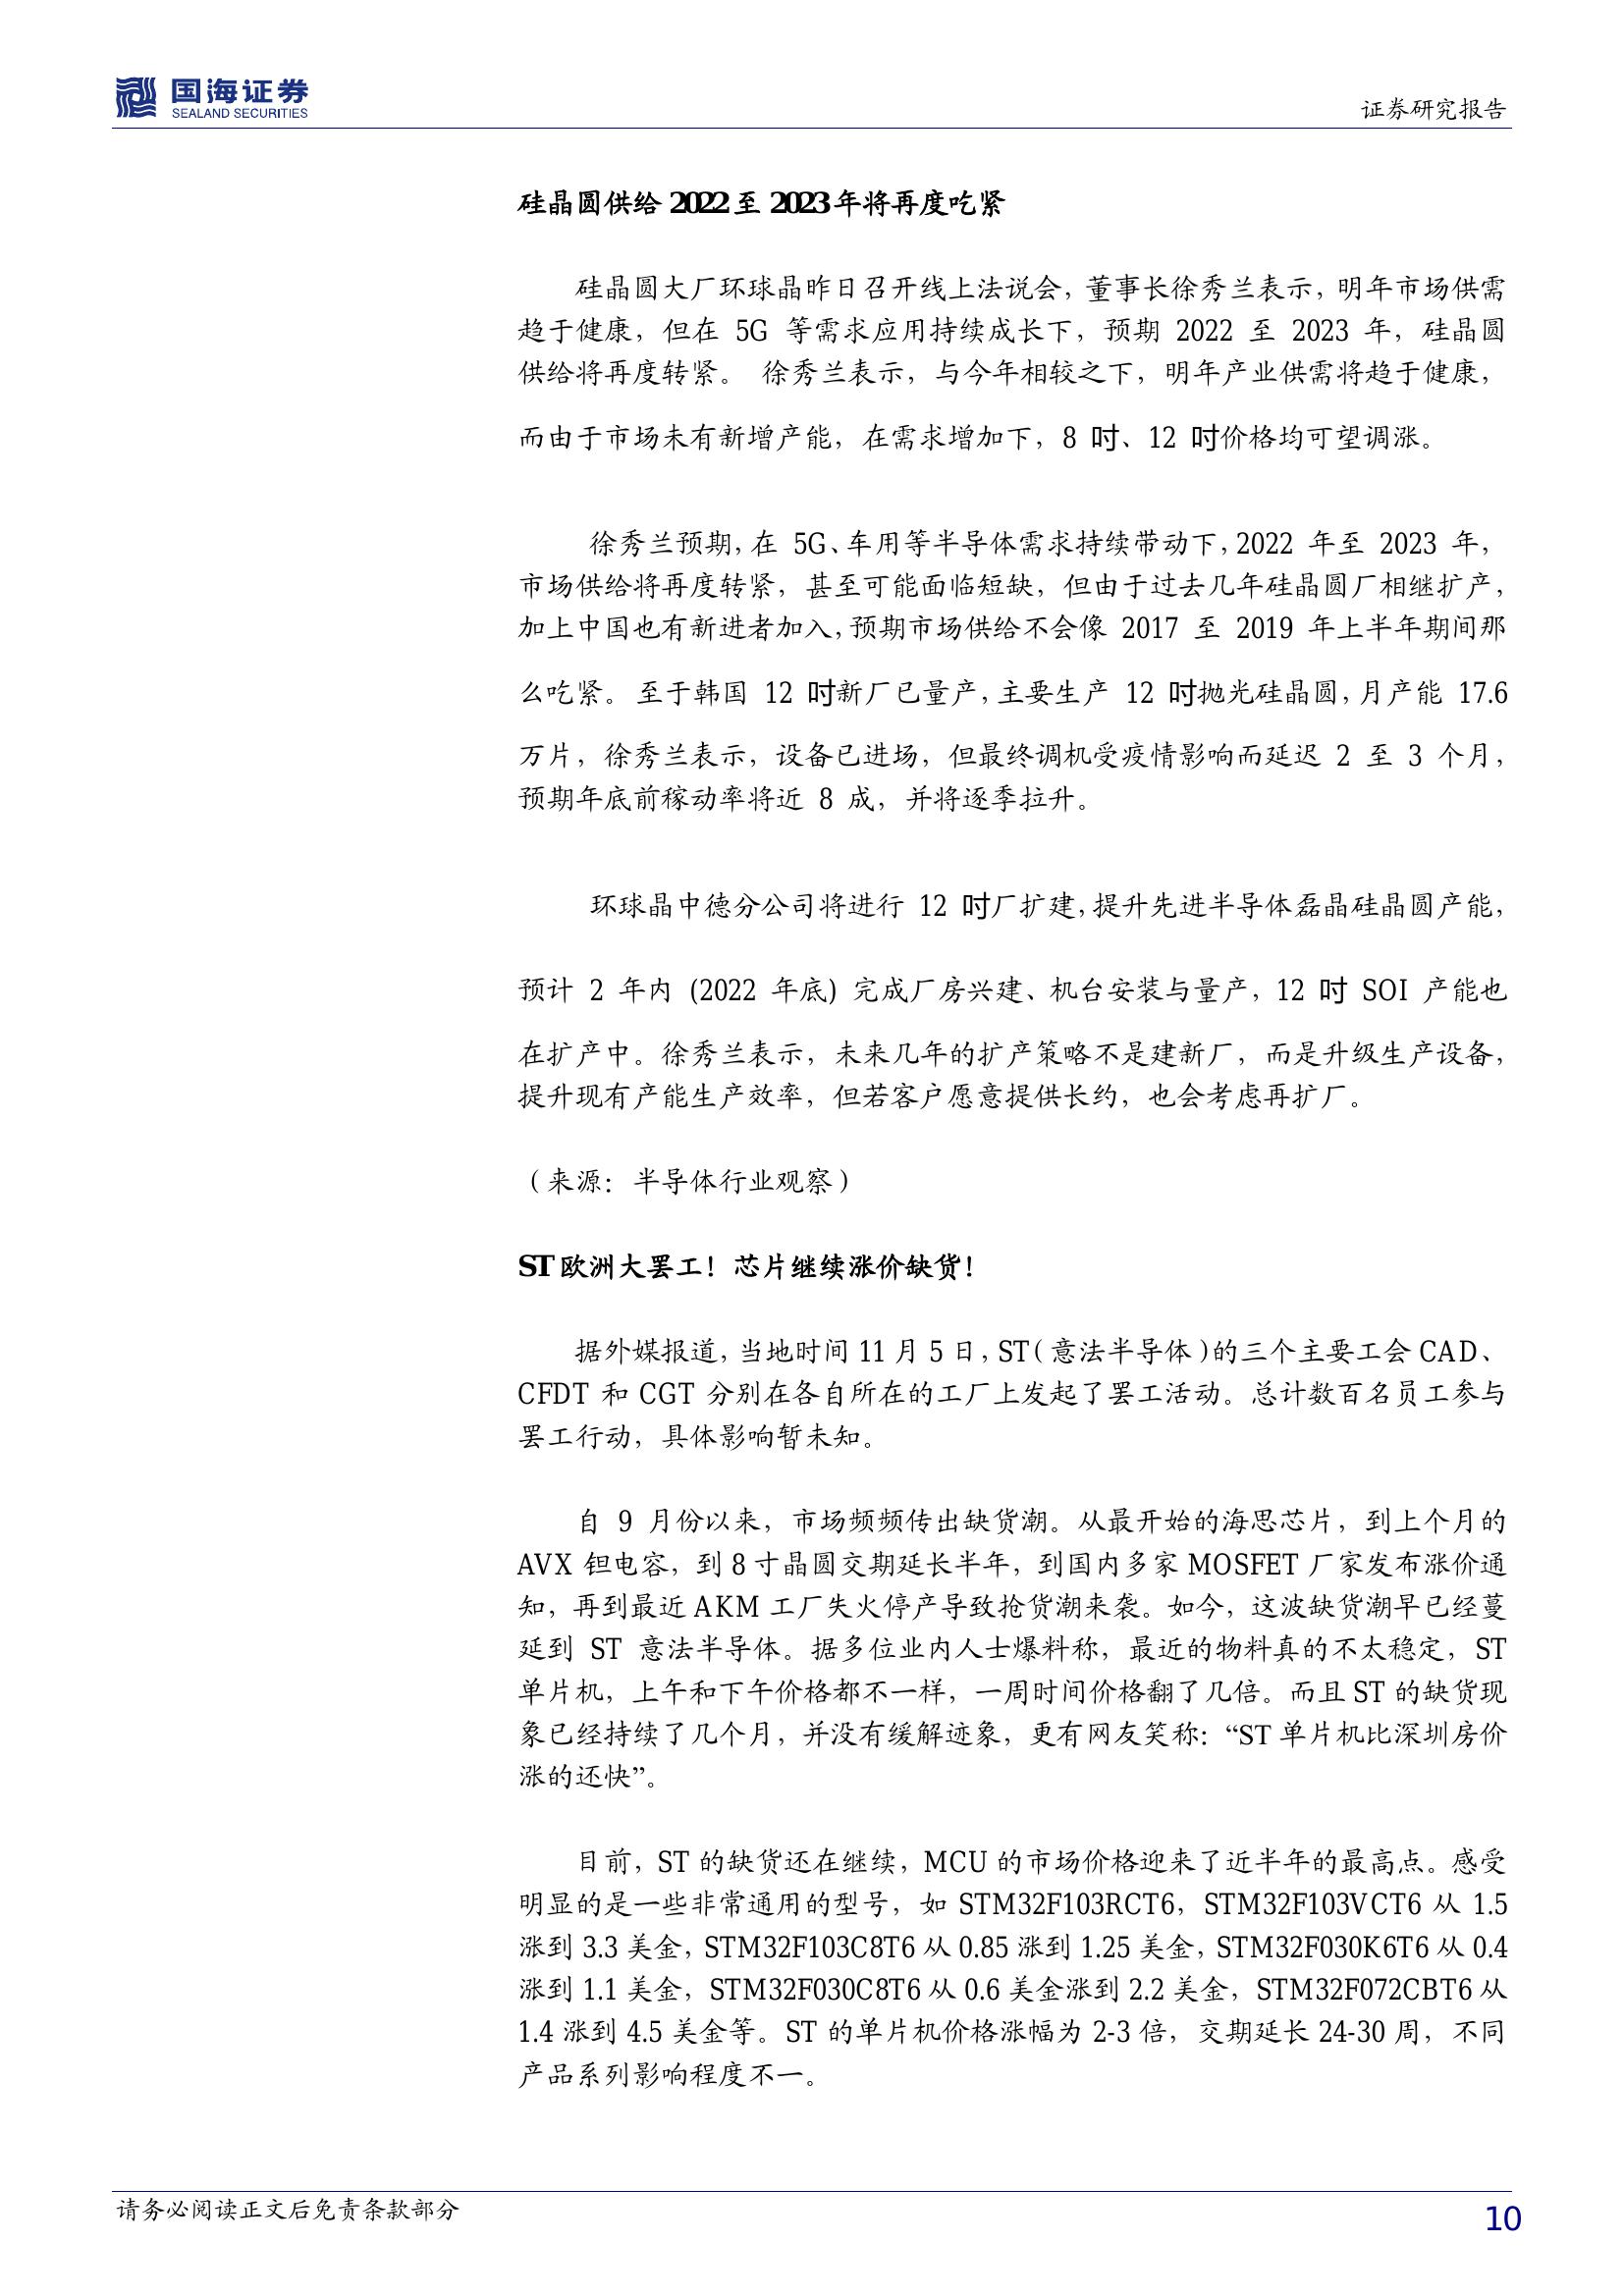 国海证券
SEALAND SECURITIES
证券研究报告
硅晶圆供给 2022 至 2023 年将再度吃紧
硅晶圆大厂环球晶昨日召开线上法说会，董事长徐秀兰表示，明年市场供需
趋于健康，但在 5G 等需求应用持续成长下，预期 2022 至 2023 年，硅晶圆
供给将再度转紧。 徐秀兰表示，与今年相较之下，明年产业供需将趋于健康，
而由于市场未有新增产能，在需求增加下，8 吋、12 吋价格均可望调涨。
徐秀兰预期，在 5G、车用等半导体需求持续带动下，2022 年至 2023 年，
市场供给将再度转紧，甚至可能面临短缺，但由于过去几年硅晶圆厂相继扩产，
加上中国也有新进者加入，预期市场供给不会像 2017 至 2019 年上半年期间那
么吃紧。 至于韩国 12 吋新厂已量产，主要生产 12 吋抛光硅晶圆，月产能 17.6
万片，徐秀兰表示，设备已进场，但最终调机受疫情影响而延迟 2 至 3 个月，
预期年底前稼动率将近 8 成，并将逐季拉升。
环球晶中德分公司将进行 12 吋厂扩建，提升先进半导体磊晶硅晶圆产能，
预计 2 年内 (2022 年底) 完成厂房兴建、机台安装与量产，12 吋 SOI 产能也
在扩产中。徐秀兰表示，未来几年的扩产策略不是建新厂，而是升级生产设备，
提升现有产能生产效率，但若客户愿意提供长约，也会考虑再扩厂。
（来源：半导体行业观察）
ST 欧洲大罢工！芯片继续涨价缺货！
据外媒报道，当地时间 11 月 5 日，ST（意法半导体）的三个主要工会 CAD、
CFDT 和 CGT 分别在各自所在的工厂上发起了罢工活动。总计数百名员工参与
罢工行动，具体影响暂未知。
自 9 月份以来，市场频频传出缺货潮。从最开始的海思芯片，到上个月的
AVX 钽电容，到 8 寸晶圆交期延长半年，到国内多家 MOSFET 厂家发布涨价通
知，再到最近 AKM 工厂失火停产导致抢货潮来袭。如今，这波缺货潮早已经蔓
延到 ST 意法半导体。据多位业内人士爆料称，最近的物料真的不太稳定，ST
单片机，上午和下午价格都不一样，一周时间价格翻了几倍。而且 ST 的缺货现
象已经持续了几个月，并没有缓解迹象，更有网友笑称：“ST 单片机比深圳房价
涨的还快”。
目前，ST 的缺货还在继续，MCU 的市场价格迎来了近半年的最高点。感受
明显的是一些非常通用的型号，如 STM32F103RCT6，STM32F103VCT6 从 1.5
涨到 3.3 美金，STM32F103C8T6 从 0.85 涨到 1.25 美金，STM32F030K6T6 从 0.4
涨到 1.1 美金，STM32F030C8T6 从 0.6 美金涨到 2.2 美金，STM32F072CBT6 从
1.4 涨到 4.5 美金等。ST 的单片机价格涨幅为 2-3 倍，交期延长 24-30 周，不同
产品系列影响程度不一。
请务必阅读正文后免责条款部分
10